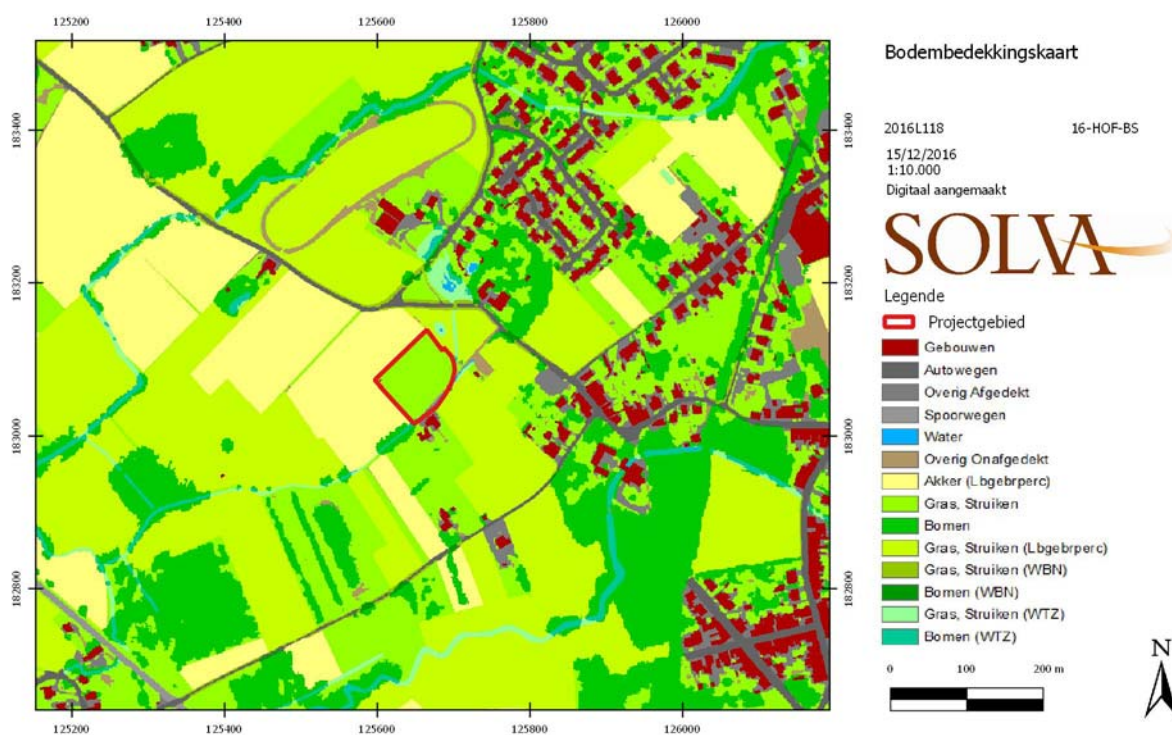 125200 125400 125600 125800 126000
183400 183400
183200 183200
183000 183000
182800 182800
125200 125400 125600 125800 126000
Bodembedekkingskaart
2016L118 16-HOF-BS
15/12/2016
1:10.000
Digitaal aangemaakt
SOLVA
Legende
Projectgebied
Gebouwen
Autowegen
Overig Afgedekt
Spoorwegen
Water
Overig Onafgedekt
Akker (Lbgebrperc)
Gras, Struiken
Bomen
Gras, Struiken (Lbgebrperc)
Gras, Struiken (WBN)
Bomen (WBN)
Gras, Struiken (WTZ)
Bomen (WTZ)
0 100 200 m
N